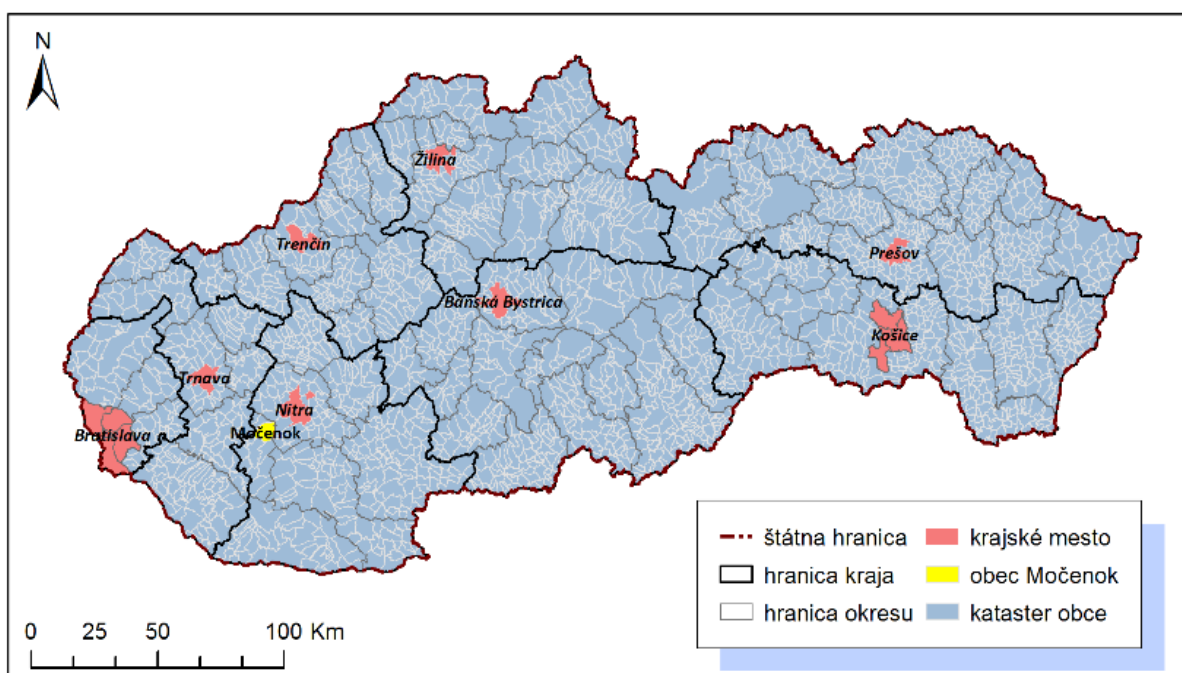 N
Žilina
Trenčín
Prešov
Banská Bystrica
Košice
Trnava
Nitra
Močenok
Bratislava
štátna hranica
krajské mesto
hranica kraja
obec Močenok
hranica okresu
kataster obce
0 25 50 100 Km